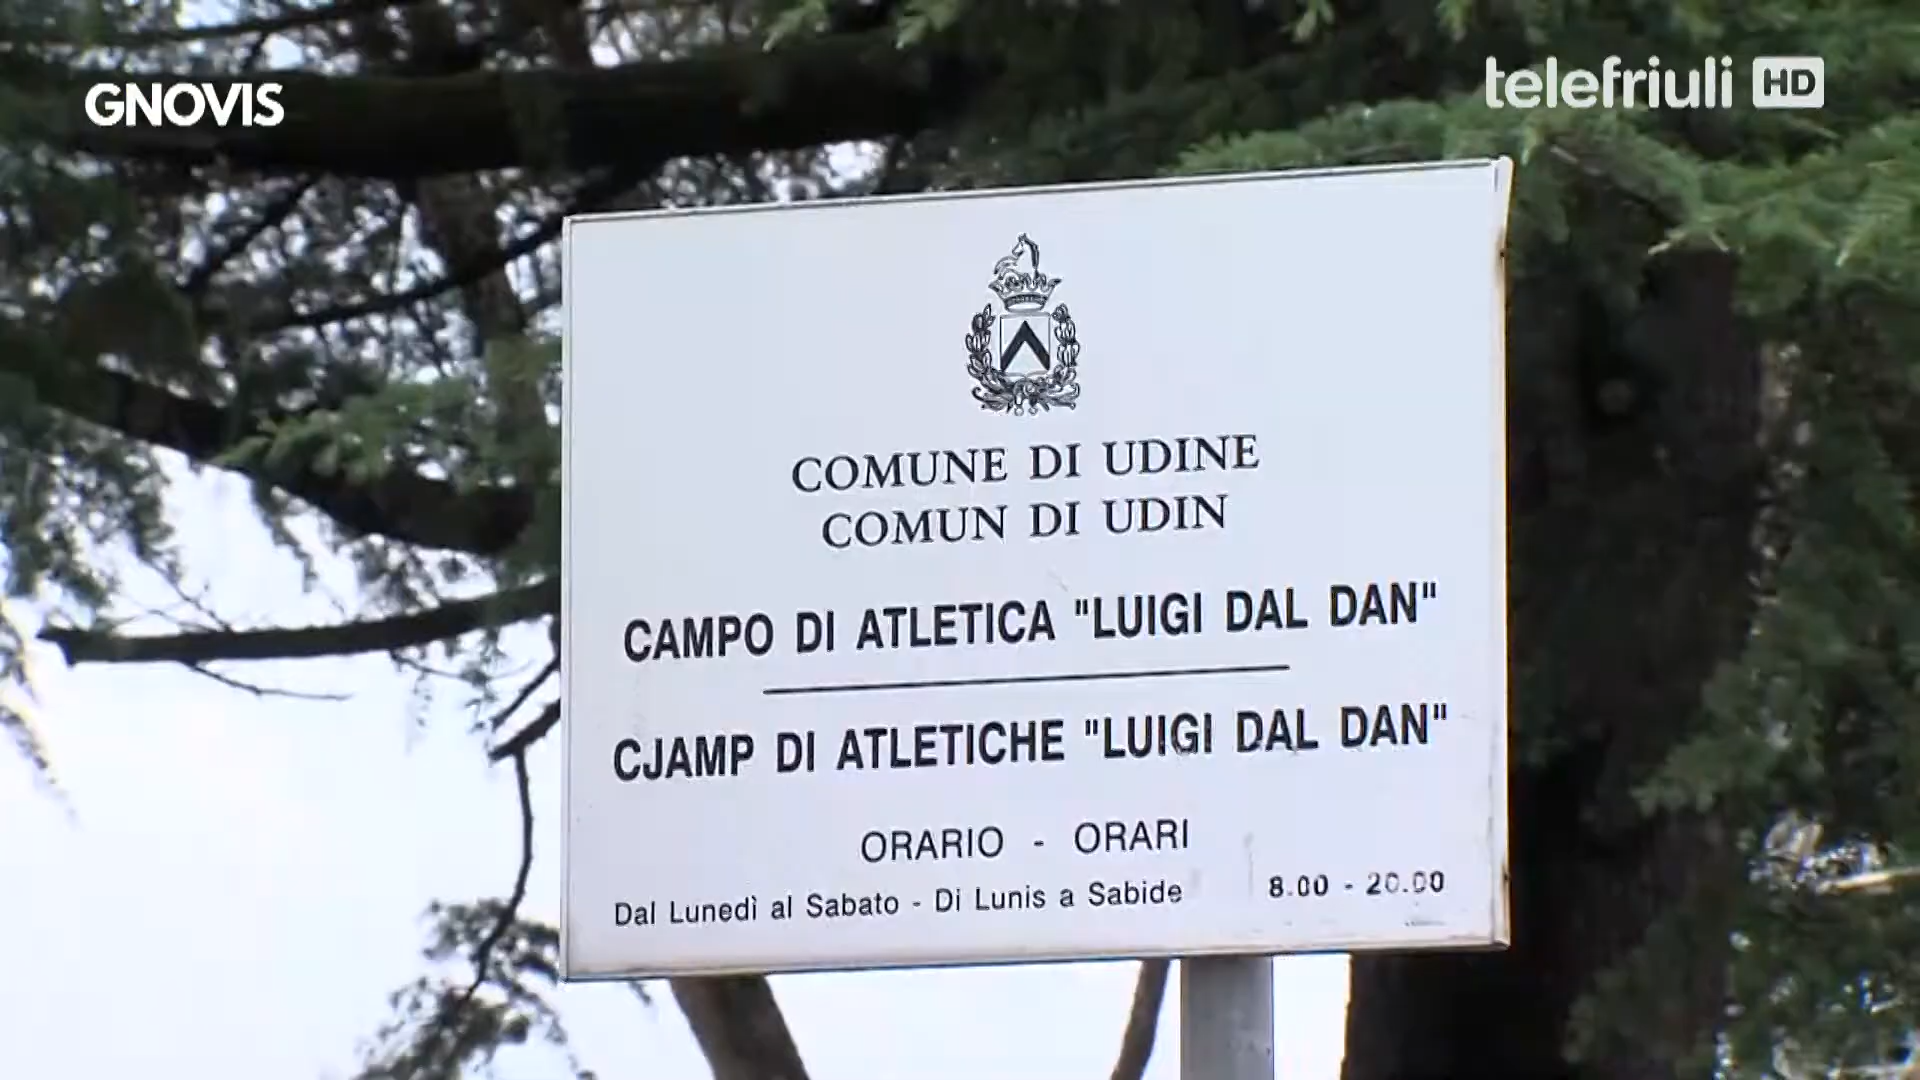 GNOVIS
telefriuli HD
COMUNE DI UDINE
COMUN DI UDIN
CAMPO DI ATLETICA "LUIGI DAL DAN"
CJAMP DI ATLETICHE "LUIGI DAL DAN"
ORARIO - ORARI
Dal Lunedì al Sabato - Di Lunis a Sabide 8.00 - 20.00